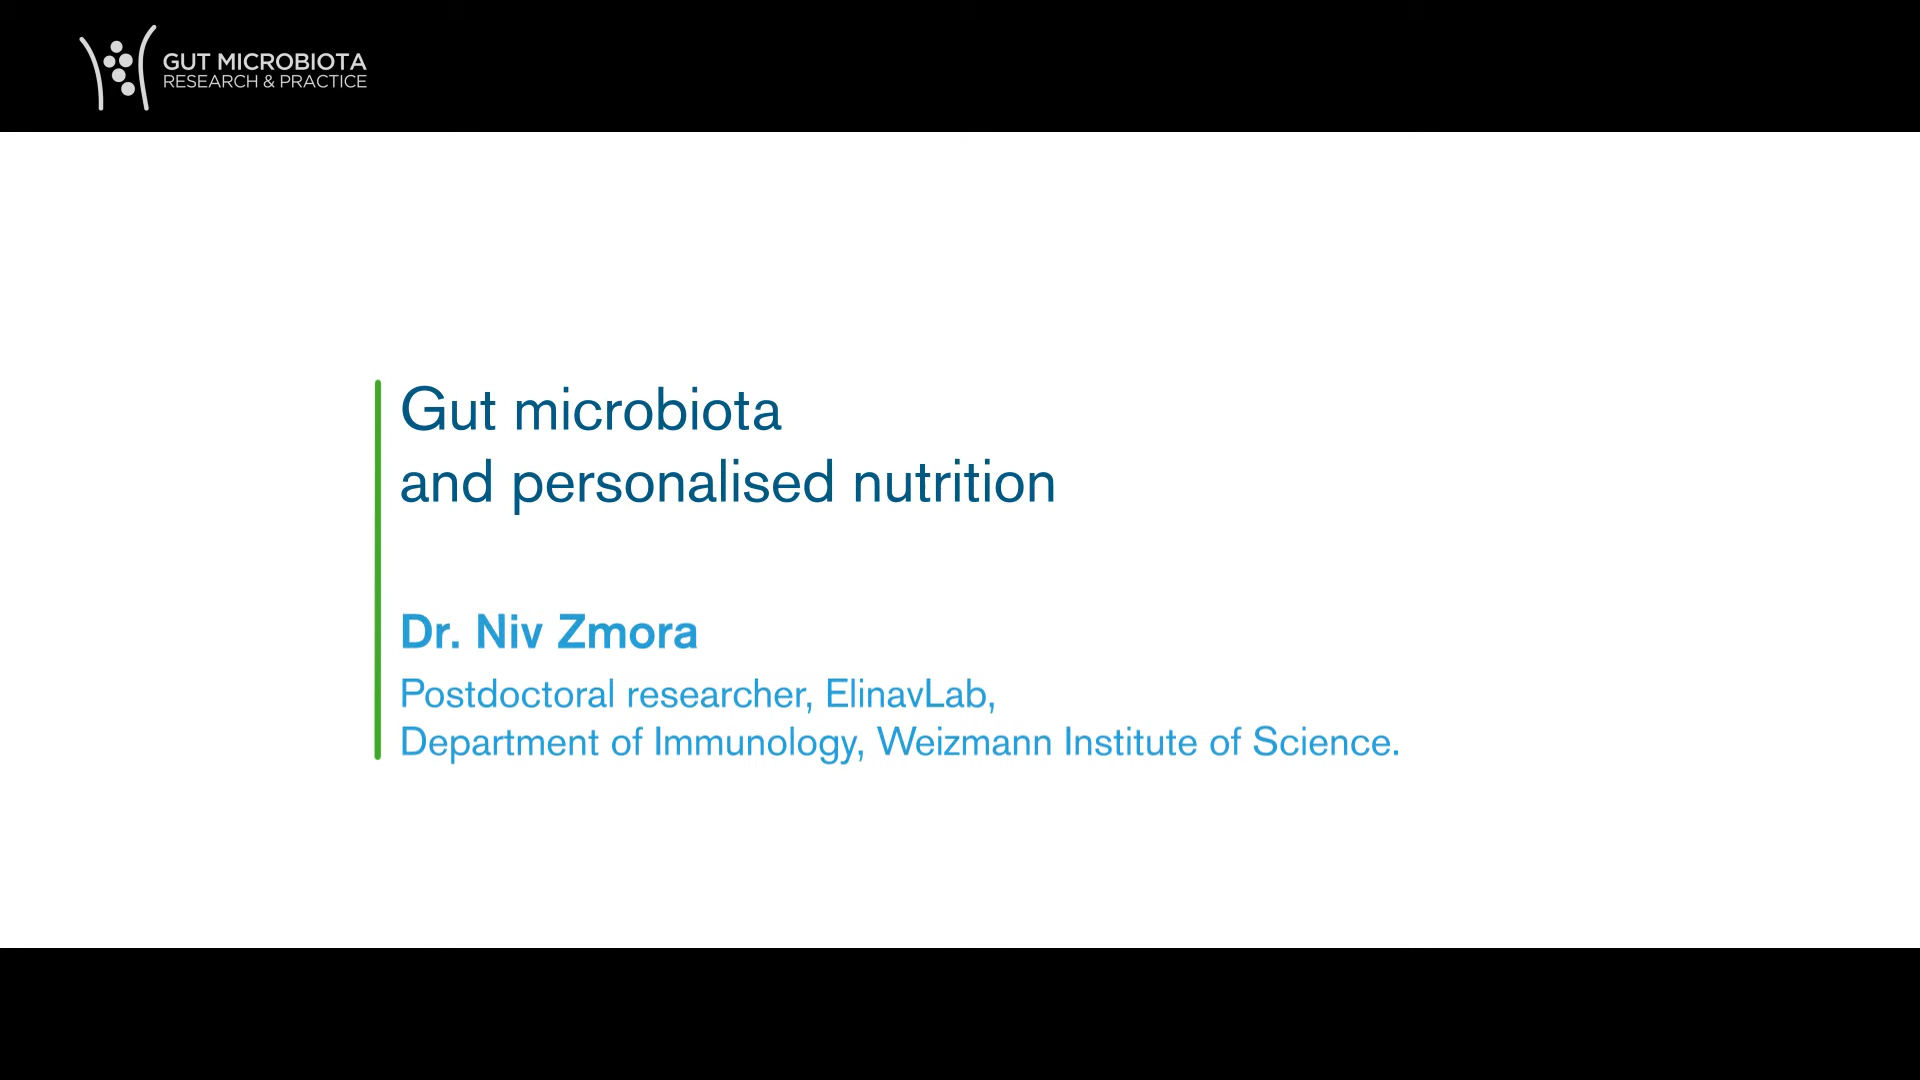 GUT MICROBIOTA
RESEARCH & PRACTICE
Gut microbiota
and personalised nutrition
Dr. Niv Zmora
Postdoctoral researcher, ElinavLab,
Department of Immunology, Weizmann Institute of Science.